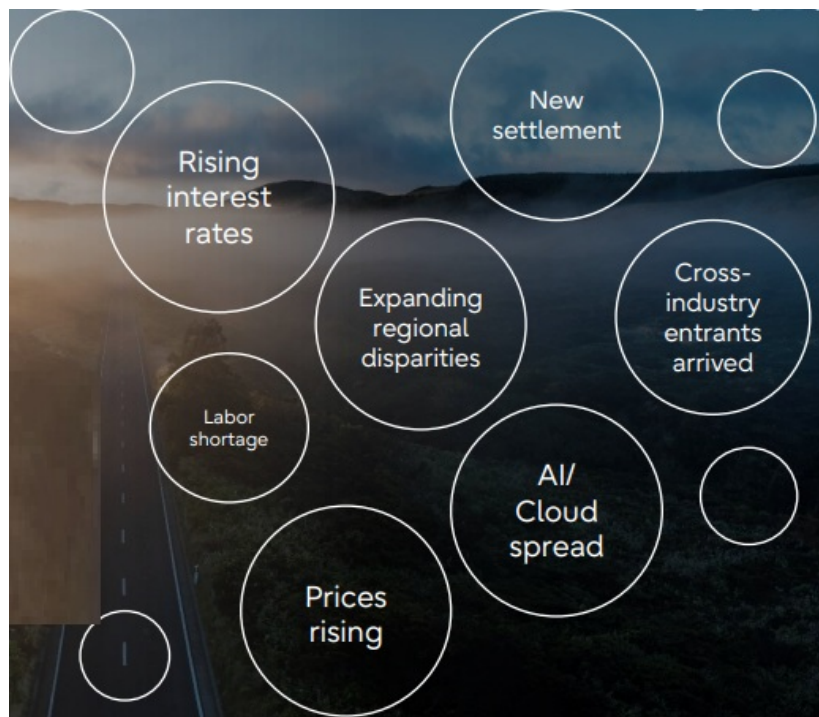 New
settlement
Rising
interest
rates
Expanding
regional
disparities
Cross-
industry
entrants
arrived
Labor
shortage
AI/
Cloud
spread
Prices
rising